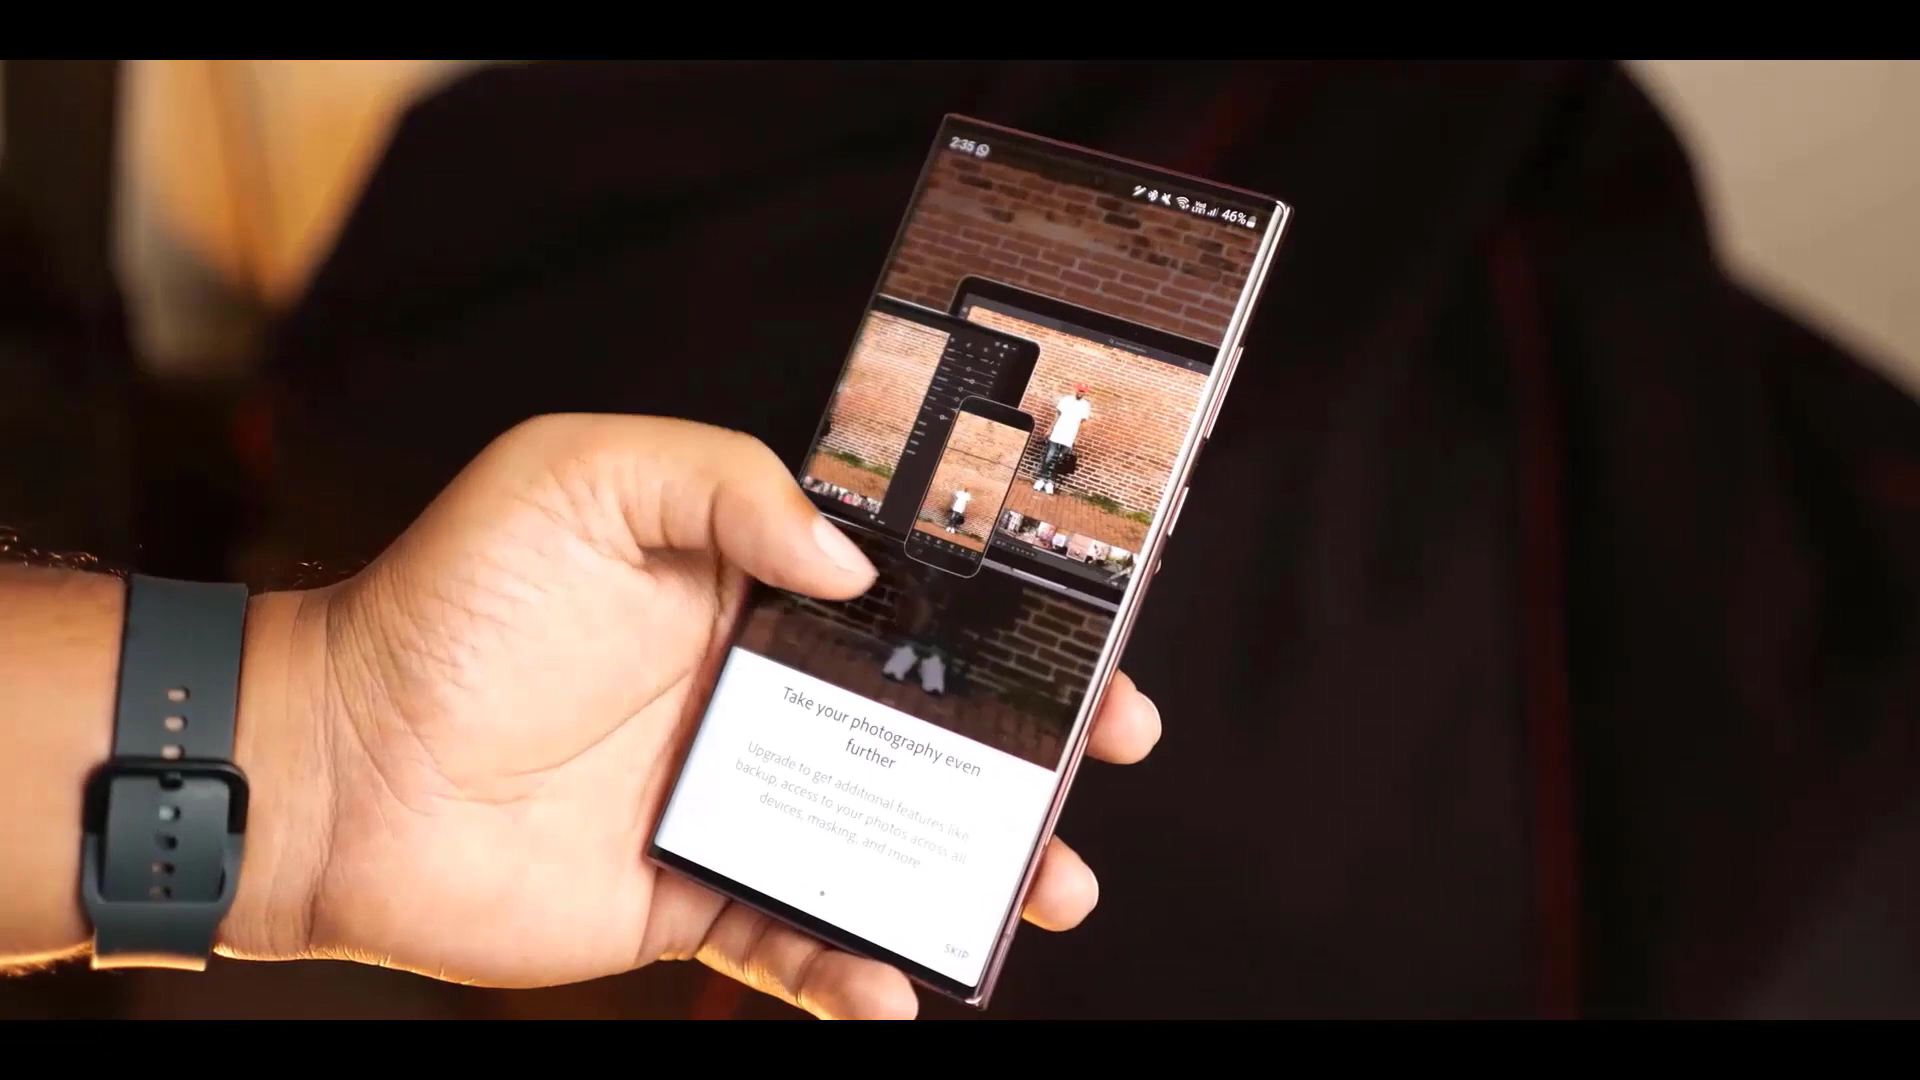 2:35
46%
Take your photography even
further
Upgrade to get additional features like
backup, access to your photos across all
devices, masking, and more
SKIP